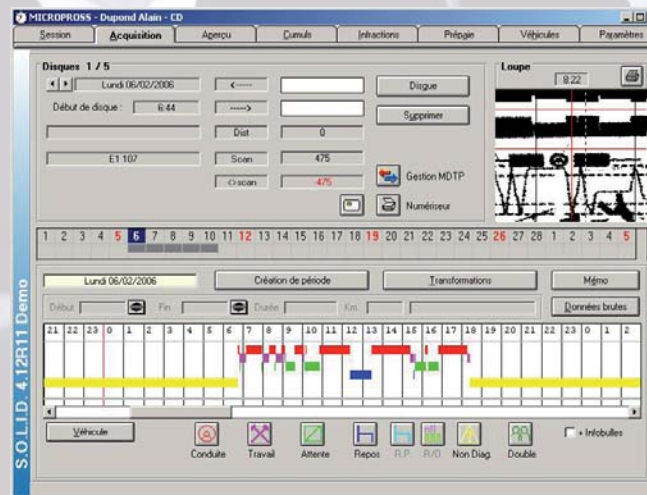 MICROPROSS - Dupond Alain - CD
Session Acquisition Aperçu Cumuls Infractions Prépaie Véhicules Paramètres
Disques 1 / 5
Loupe
Lundi 06/02/2006 <----- Disque 8:22
Début de disque : 6:44 -----> Supprimer
Dist 0
E1 107 Scan 475 Gestion MDTP
scan -475
Numériseur
1 2 3 4 5 6 7 8 9 10 11 12 13 14 15 16 17 18 19 20 21 22 23 24 25 26 27 28 1 2 3 4 5
Lundi 06/02/2006 Création de période Transformations Mémo
Début Fin Durée Km Données brutes
21 22 23 0 1 2 3 4 5 6 7 8 9 10 11 12 13 14 15 16 17 18 19 20 21 22 23 0 1 2
Véhicule + Infobulles
Conduite Travail Attente Repos R.P R/O Non Diag. Double
S.O.L.I.D. 4.12R11 Demo